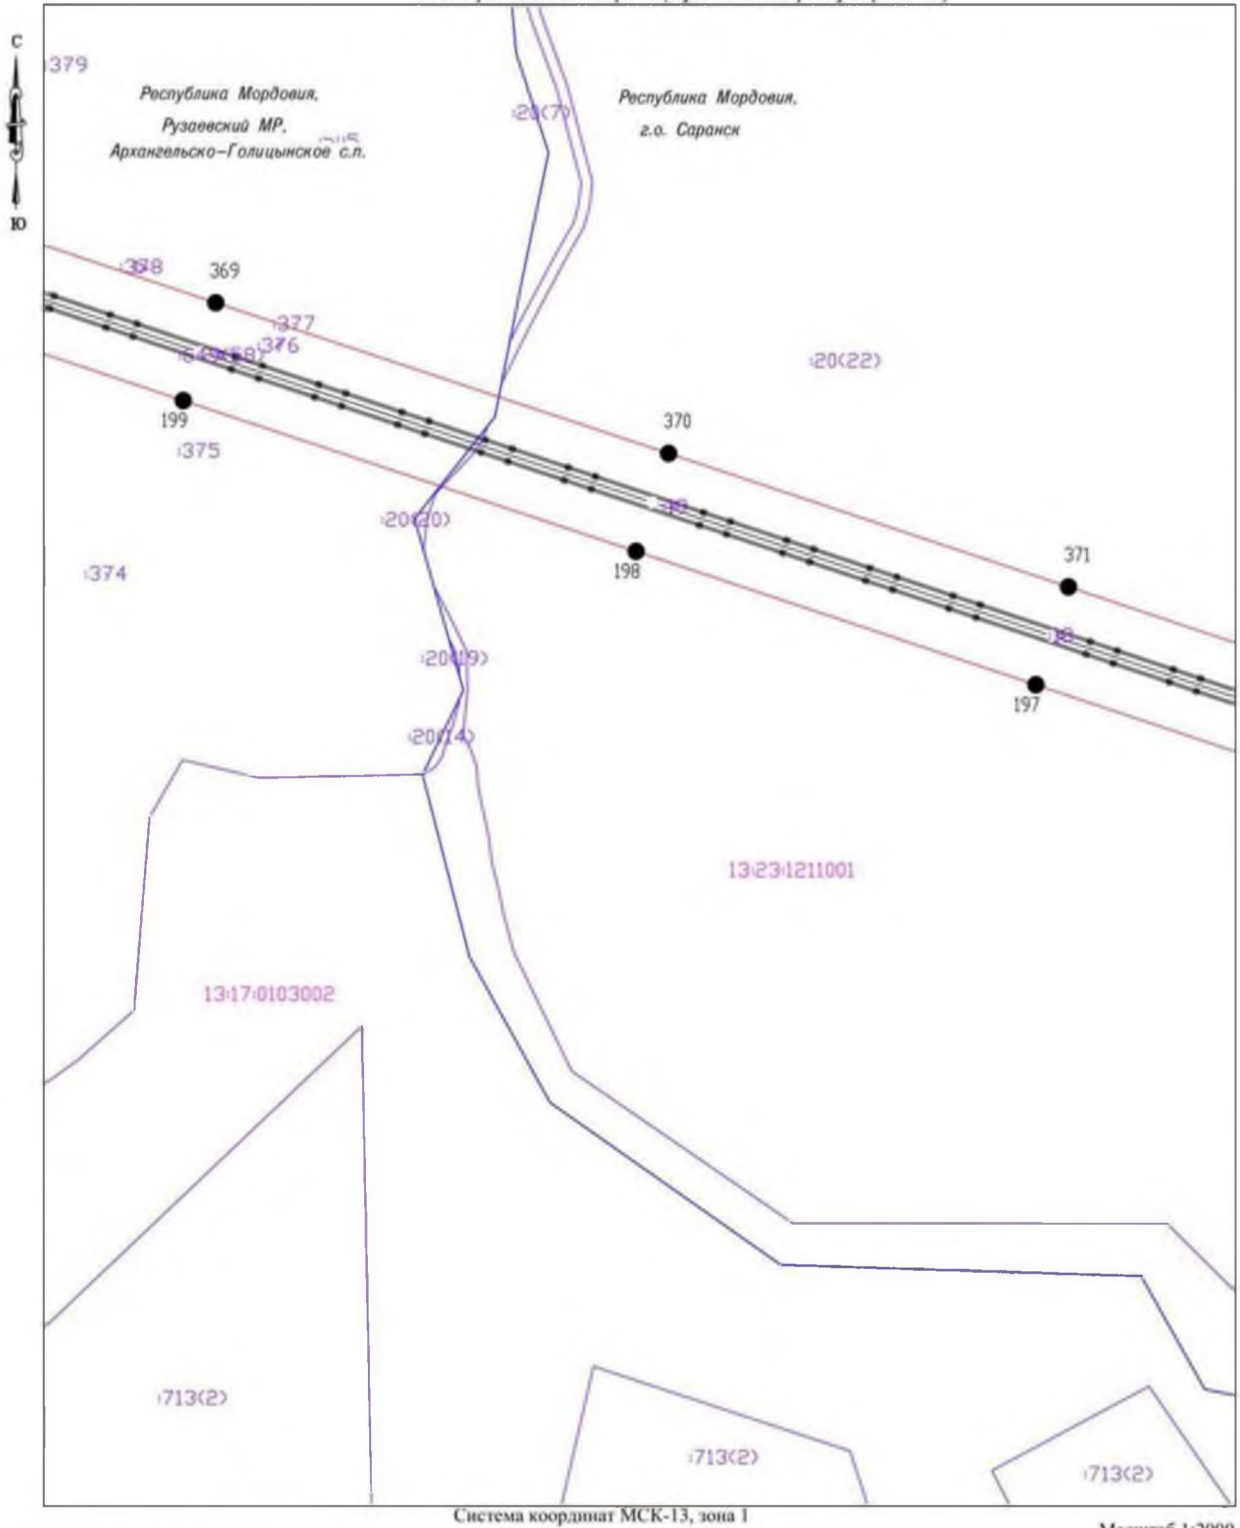 С
:379
Республика Мордовия,
Рузаевский МР,
Архангельско-Голицынское с.п.
:20(7)
Республика Мордовия,
г.о. Саранск
Ю
369
:377
:376
:20(22)
199
:375
370
:20(20)
198
371
:374
:20(19)
197
:20(14)
13:23:1211001
13:17:0103002
:713(2)
:713(2)
:713(2)
Система координат МСК-13, зона 1